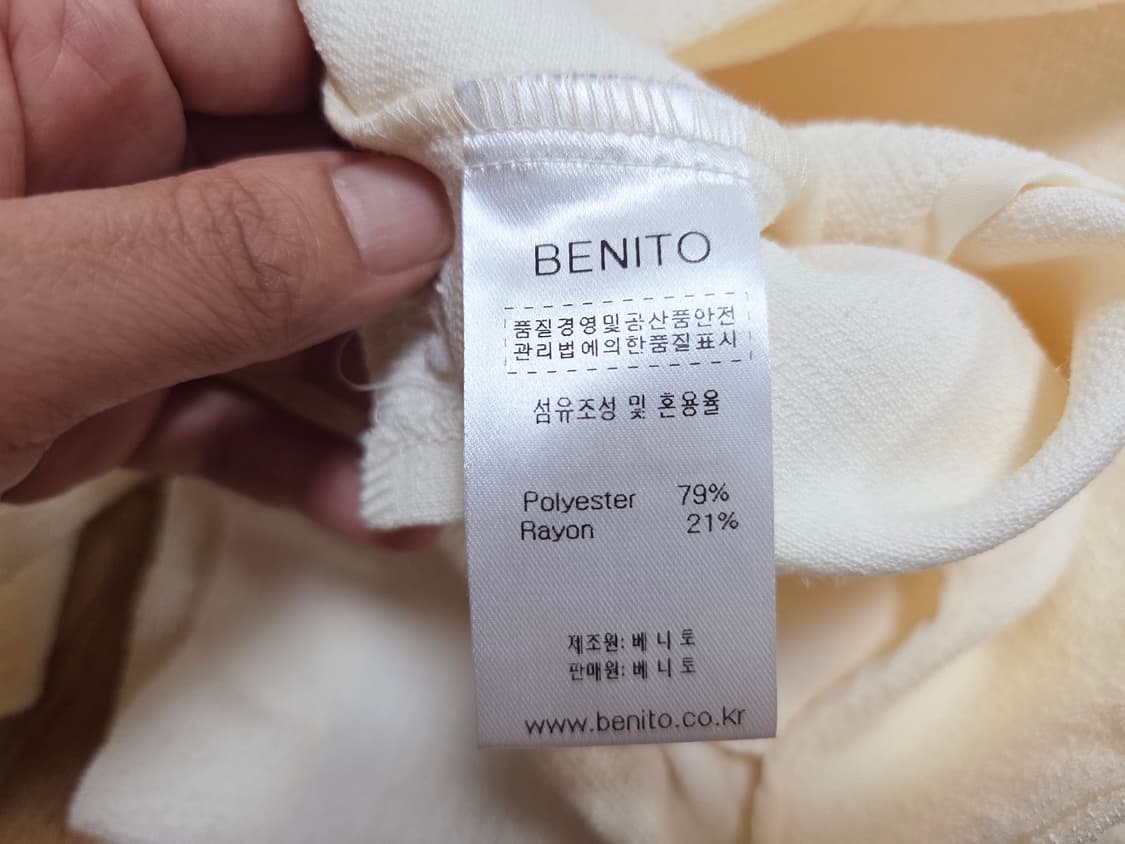 BENITO
품질경영및공산품안전
관리법에의한품질표시
섬유조성 및 혼용율
Polyester 79%
Rayon 21%
제조원: 베 니 토
판매원: 베 니 토
www.benito.co.kr